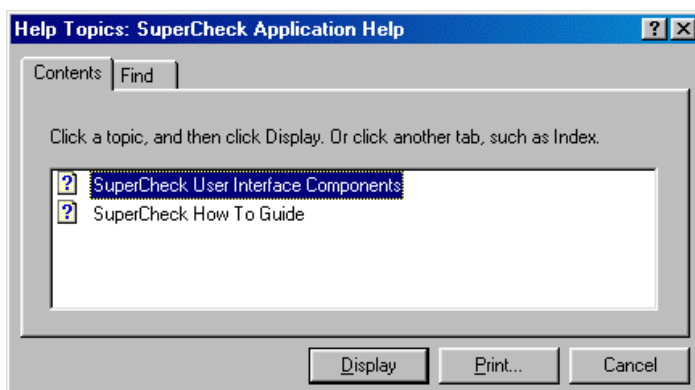 Help Topics: SuperCheck Application Help
Contents Find
Click a topic, and then click Display. Or click another tab, such as Index.
SuperCheck User Interface Components
SuperCheck How To Guide
Display Print... Cancel